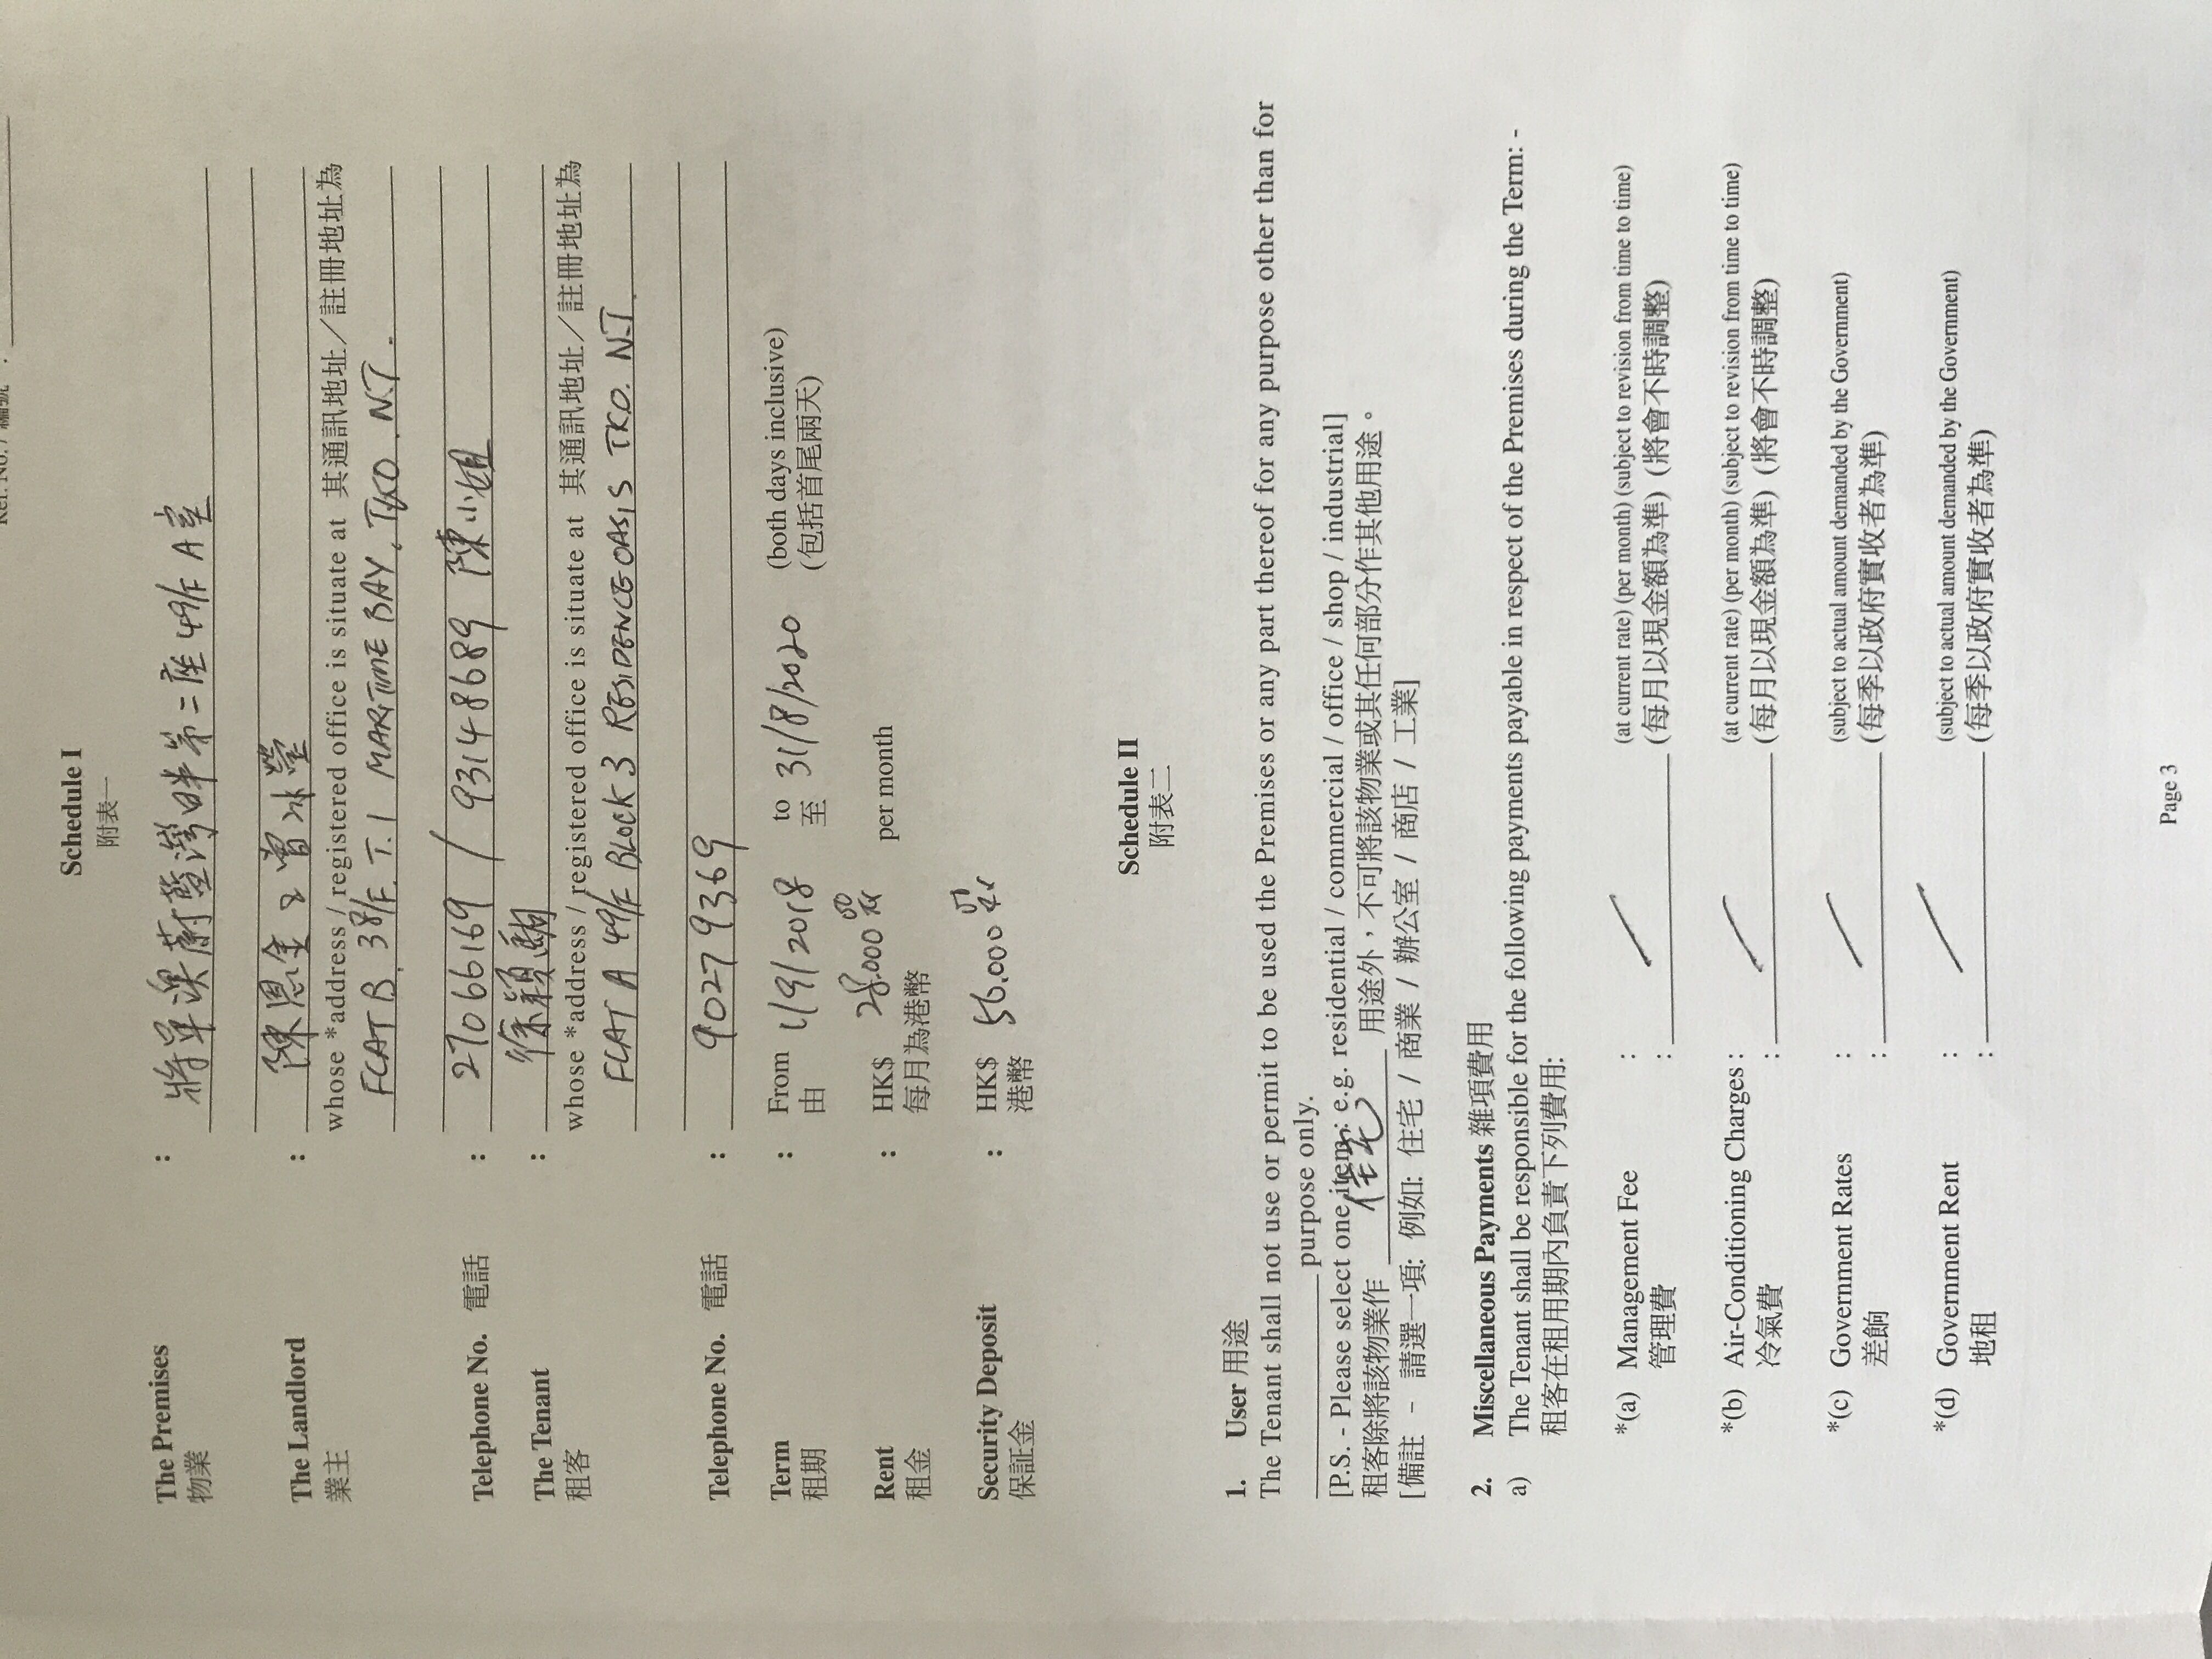 Ref. No. / 編號 :
Schedule I
附表一
The Premises : 將軍澳蔚藍灣畔第二座49/F A室
物業
The Landlord : 陳恩金 及 曾冰瑩
業主
whose *address / registered office is situate at 其通訊地址／註冊地址為
FLAT B, 38/F. T.1 MARITIME BAY, TKO, N.T.
Telephone No. 電話 : 27066169 / 93148689 陳小姐
The Tenant : 徐穎
租客
whose *address / registered office is situate at 其通訊地址／註冊地址為
FLAT A 49/F BLOCK 3 RESIDENCE OASIS TKO. N.T.
Telephone No. 電話 : 90279369
Term : From 1/9/2018 to 31/8/2020 (both days inclusive)
租期 由 至 (包括首尾兩天)
Rent : HK$ 28,000 per month
租金 每月為港幣
Security Deposit : HK$ 56,000
保証金 港幣
Schedule II
附表二
1. User 用途
The Tenant shall not use or permit to be used the Premises or any part thereof for any purpose other than for
purpose only.
[P.S. - Please select one item: e.g. residential / commercial / office / shop / industrial]
租客除將該物業作 住宅 用途外，不可將該物業或其任何部分作其他用途。
[備註 – 請選一項: 例如: 住宅 / 商業 / 辦公室 / 商店 / 工業]
2. Miscellaneous Payments 雜項費用
a) The Tenant shall be responsible for the following payments payable in respect of the Premises during the Term: -
租客在租用期內負責下列費用:
*(a) Management Fee : (at current rate) (per month) (subject to revision from time to time)
管理費 : (每月以現金額為準) (將會不時調整)
*(b) Air-Conditioning Charges : (at current rate) (per month) (subject to revision from time to time)
冷氣費 : (每月以現金額為準) (將會不時調整)
*(c) Government Rates : (subject to actual amount demanded by the Government)
差餉 : (每季以政府實收者為準)
*(d) Government Rent : (subject to actual amount demanded by the Government)
地租 : (每季以政府實收者為準)
Page 3